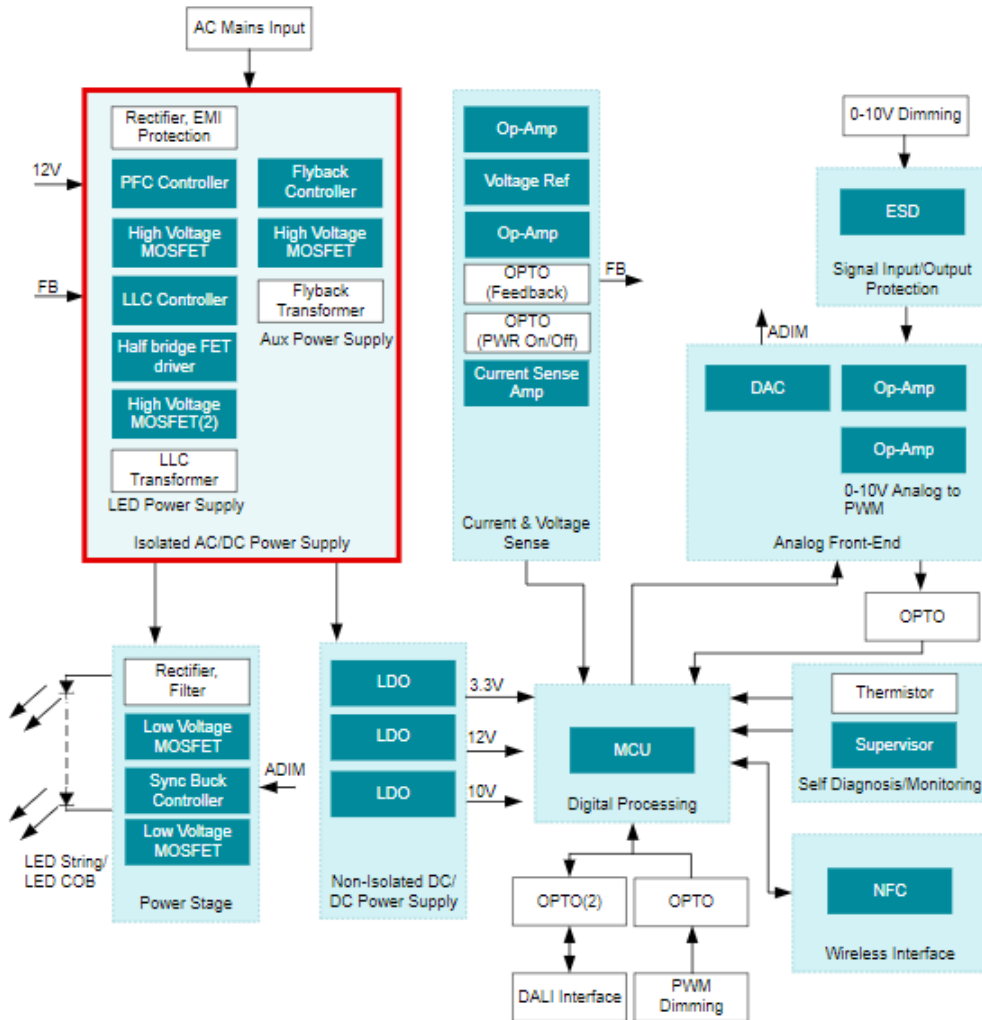 AC Mains Input
Rectifier, EMI
Protection
12V
PFC Controller
Flyback
Controller
High Voltage
MOSFET
High Voltage
MOSFET
FB
LLC Controller
Flyback
Transformer
Aux Power Supply
Half bridge FET
driver
High Voltage
MOSFET(2)
LLC
Transformer
LED Power Supply
Isolated AC/DC Power Supply
Op-Amp
Voltage Ref
Op-Amp
OPTO
(Feedback)
FB
OPTO
(PWR On/Off)
Current Sense
Amp
Current & Voltage
Sense
0-10V Dimming
ESD
Signal Input/Output
Protection
ADIM
DAC
Op-Amp
Op-Amp
0-10V Analog to
PWM
Analog Front-End
OPTO
Rectifier,
Filter
Low Voltage
MOSFET
Sync Buck
Controller
ADIM
Low Voltage
MOSFET
Power Stage
LED String/
LED COB
LDO
3.3V
LDO
12V
LDO
10V
Non-Isolated DC/
DC Power Supply
MCU
Digital Processing
Thermistor
Supervisor
Self Diagnosis/Monitoring
NFC
Wireless Interface
OPTO(2)
OPTO
DALI Interface
PWM
Dimming